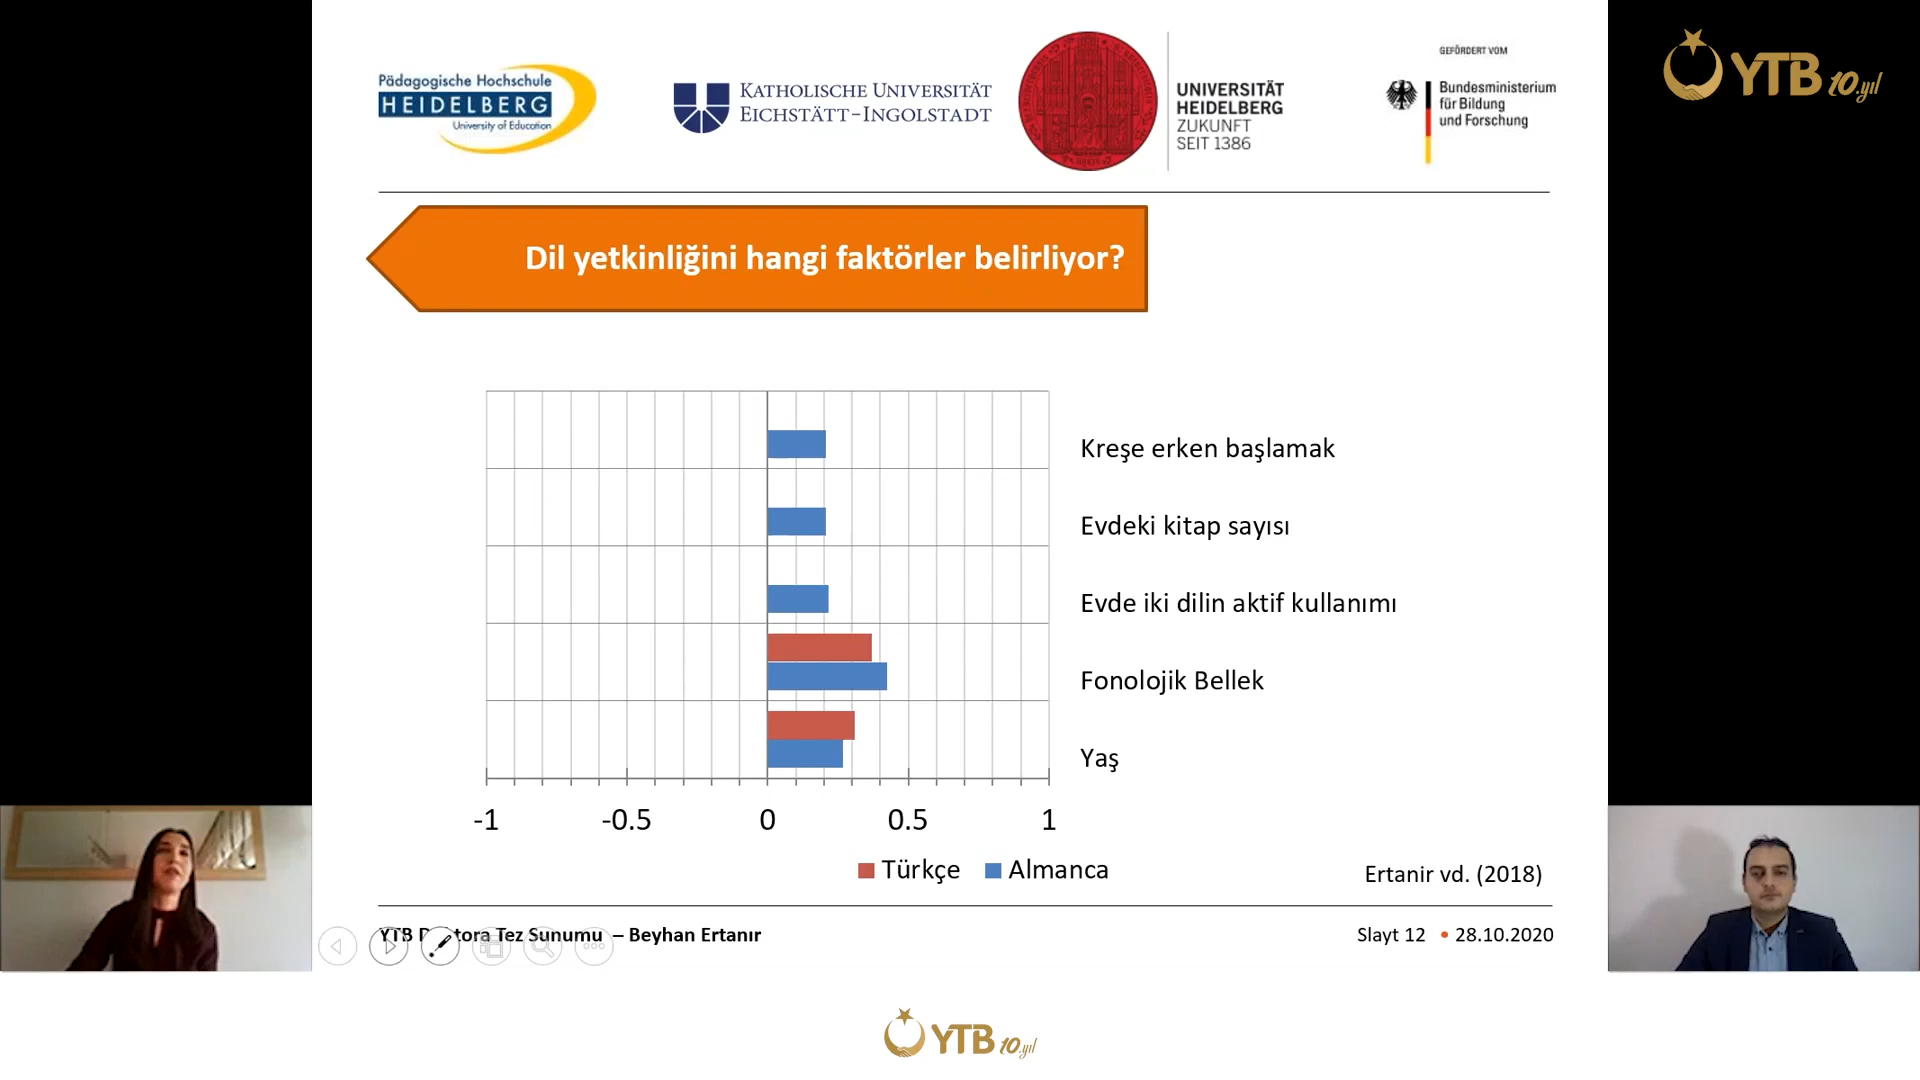 Pädagogische Hochschule
HEIDELBERG
University of Education
KATHOLISCHE UNIVERSITÄT
EICHSTÄTT-INGOLSTADT
UNIVERSITÄT
HEIDELBERG
ZUKUNFT
SEIT 1386
GEFÖRDERT VOM
Bundesministerium
für Bildung
und Forschung
YTB 10.yıl
Dil yetkinliğini hangi faktörler belirliyor?
Kreşe erken başlamak
Evdeki kitap sayısı
Evde iki dilin aktif kullanımı
Fonolojik Bellek
Yaş
-1 -0.5 0 0.5 1
Türkçe Almanca
Ertanir vd. (2018)
YTB Doktora Tez Sunumu – Beyhan Ertanır
Slayt 12 • 28.10.2020
YTB 10.yıl